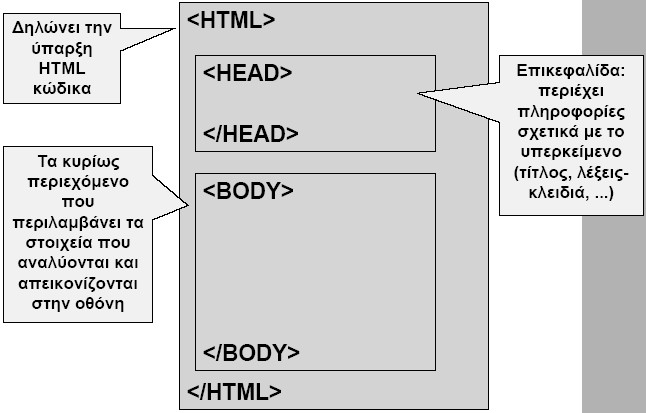 Δηλώνει την
ύπαρξη
HTML
κώδικα
<HTML>
<HEAD>
</HEAD>
Επικεφαλίδα:
περιέχει
πληροφορίες
σχετικά με το
υπερκείμενο
(τίτλος, λέξεις-
κλειδιά, ...)
Τα κυρίως
περιεχόμενο
που
περιλαμβάνει τα
στοιχεία που
αναλύονται και
απεικονίζονται
στην οθόνη
<BODY>
</BODY>
</HTML>